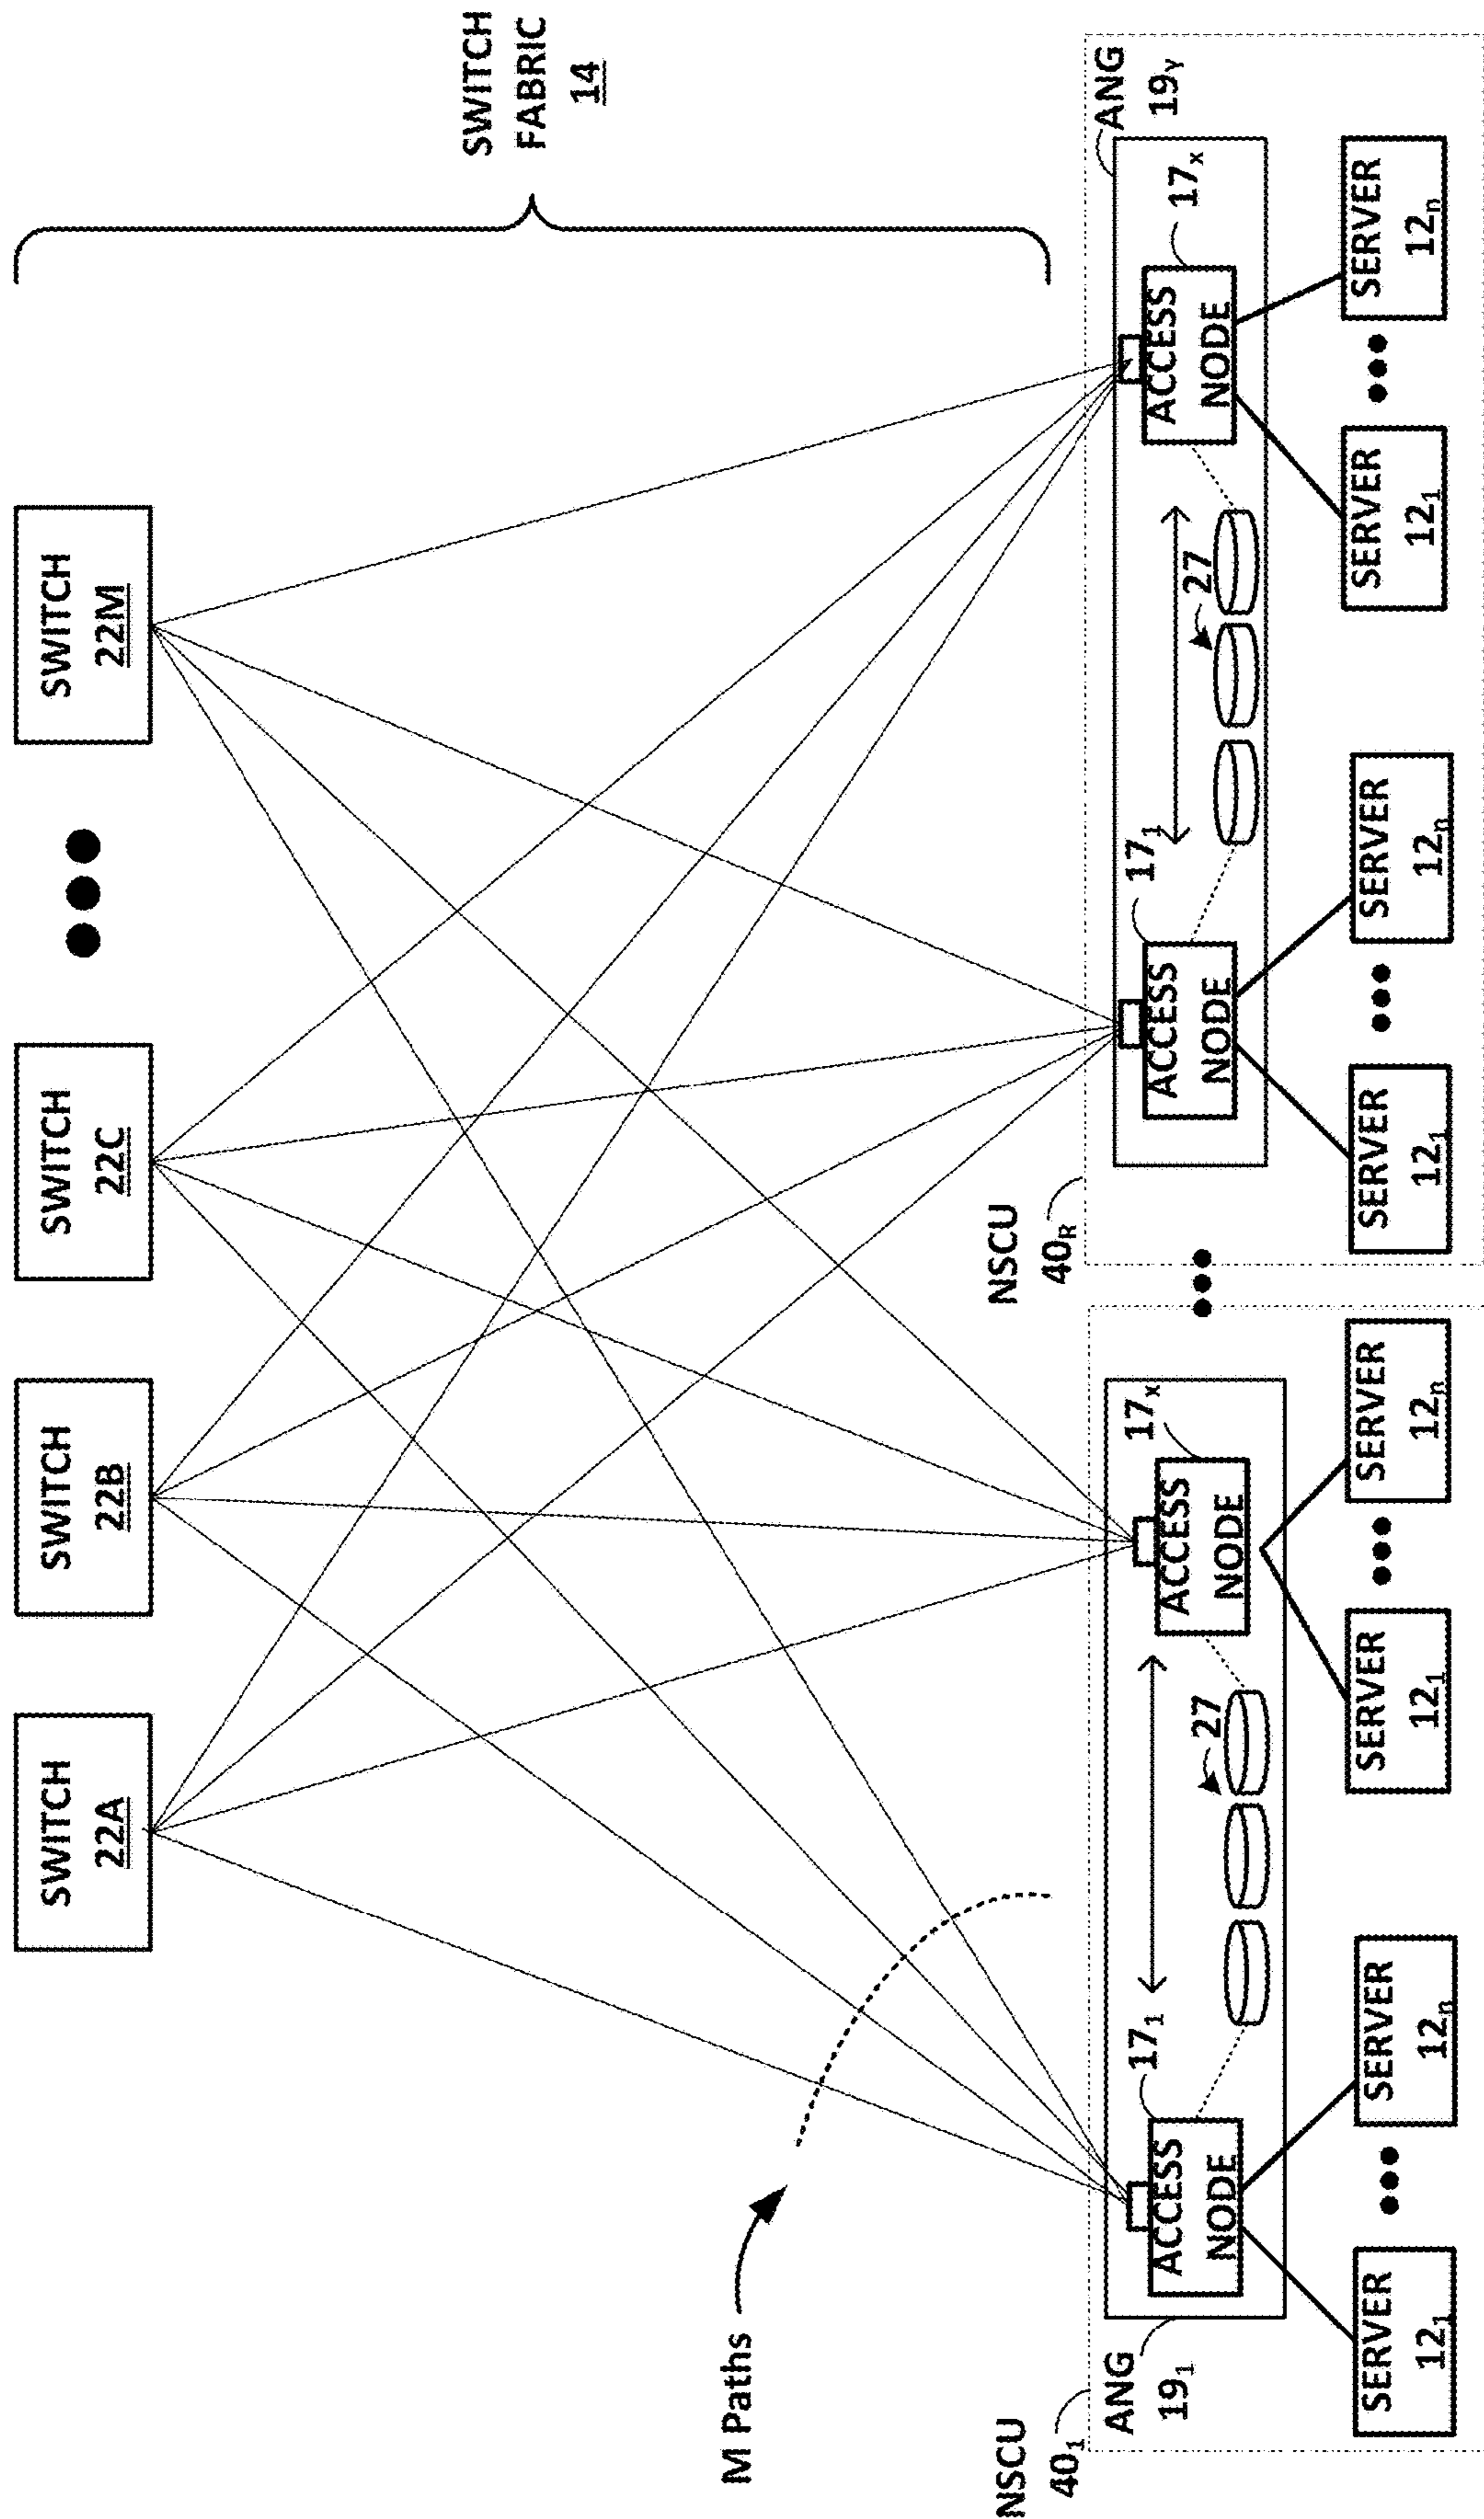 SWITCH
22A
SWITCH
22B
SWITCH
22C
SWITCH
22M
SWITCH
FABRIC
14
M Paths
NSCU
40₁
ANG
19₁
17₁
ACCESS
NODE
27
17ₓ
ACCESS
NODE
SERVER
12₁
SERVER
12ₙ
SERVER
12₁
SERVER
12ₙ
NSCU
40_R
ANG
19_Y
17₁
ACCESS
NODE
27
17ₓ
ACCESS
NODE
SERVER
12₁
SERVER
12ₙ
SERVER
12₁
SERVER
12ₙ